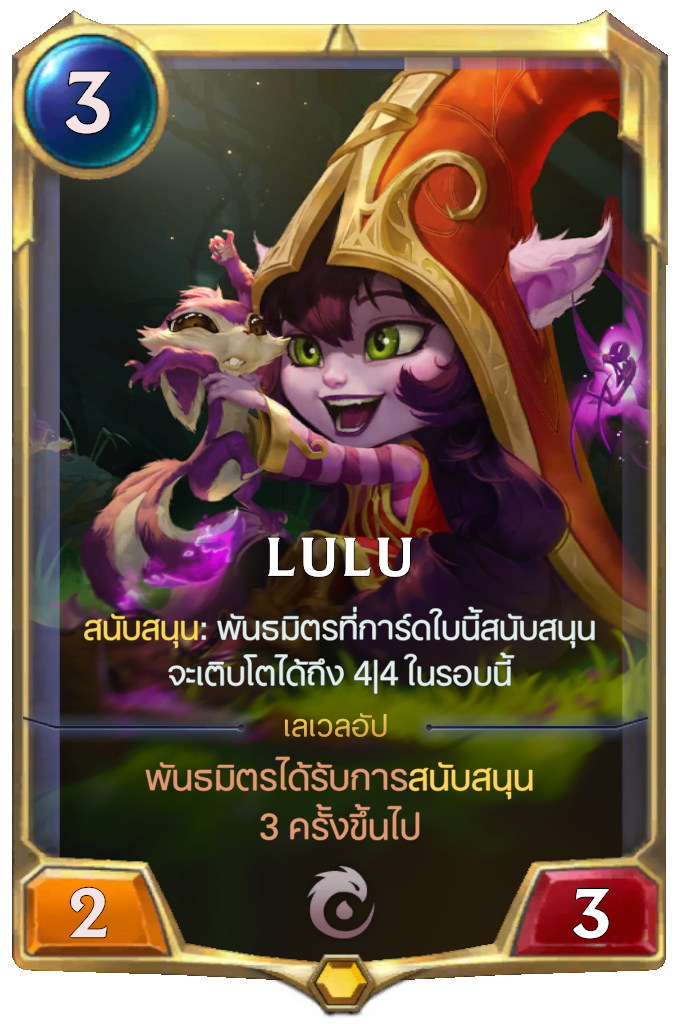 3
LULU
สนับสนุน: พันธมิตรที่การ์ดใบนี้สนับสนุน
จะเติบโตได้ถึง 4|4 ในรอบนี้
เลเวลอัป
พันธมิตรได้รับการสนับสนุน
3 ครั้งขึ้นไป
2
3